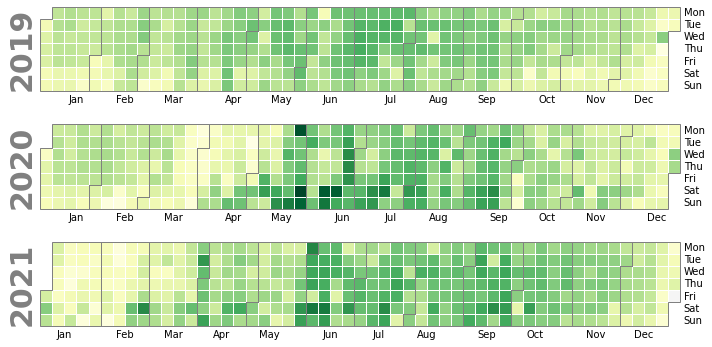 2019
Mon
Tue
Wed
Thu
Fri
Sat
Sun
Jan Feb Mar Apr May Jun Jul Aug Sep Oct Nov Dec
2020
Mon
Tue
Wed
Thu
Fri
Sat
Sun
Jan Feb Mar Apr May Jun Jul Aug Sep Oct Nov Dec
2021
Mon
Tue
Wed
Thu
Fri
Sat
Sun
Jan Feb Mar Apr May Jun Jul Aug Sep Oct Nov Dec